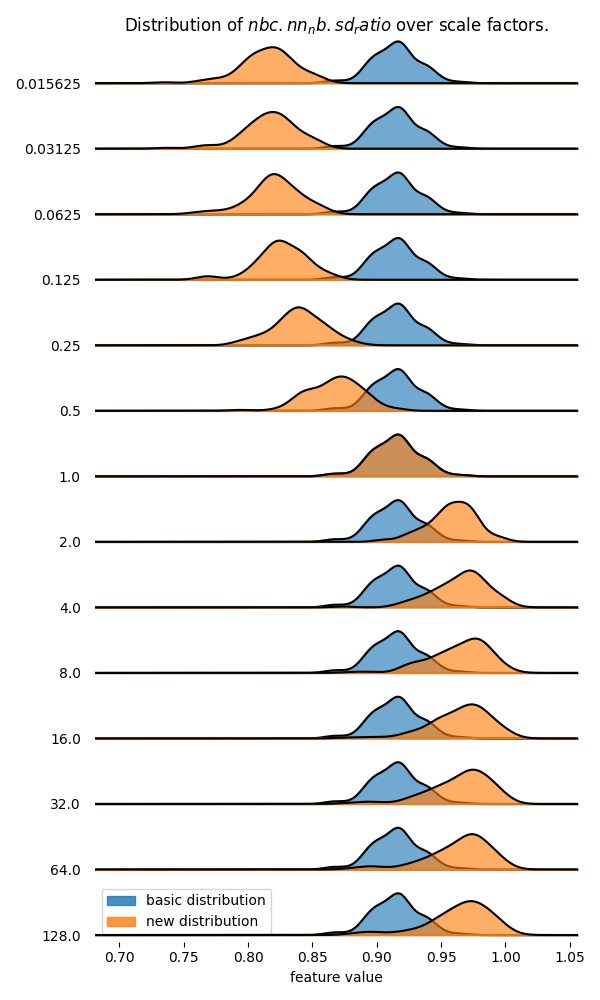 Distribution of nbc. nn_nb. sd_ratio over scale factors.
0.015625
0.03125
0.0625
0.125
0.25
0.5
1.0
2.0
4.0
8.0
16.0
32.0
64.0
128.0
basic distribution
new distribution
0.70 0.75 0.80 0.85 0.90 0.95 1.00 1.05
feature value